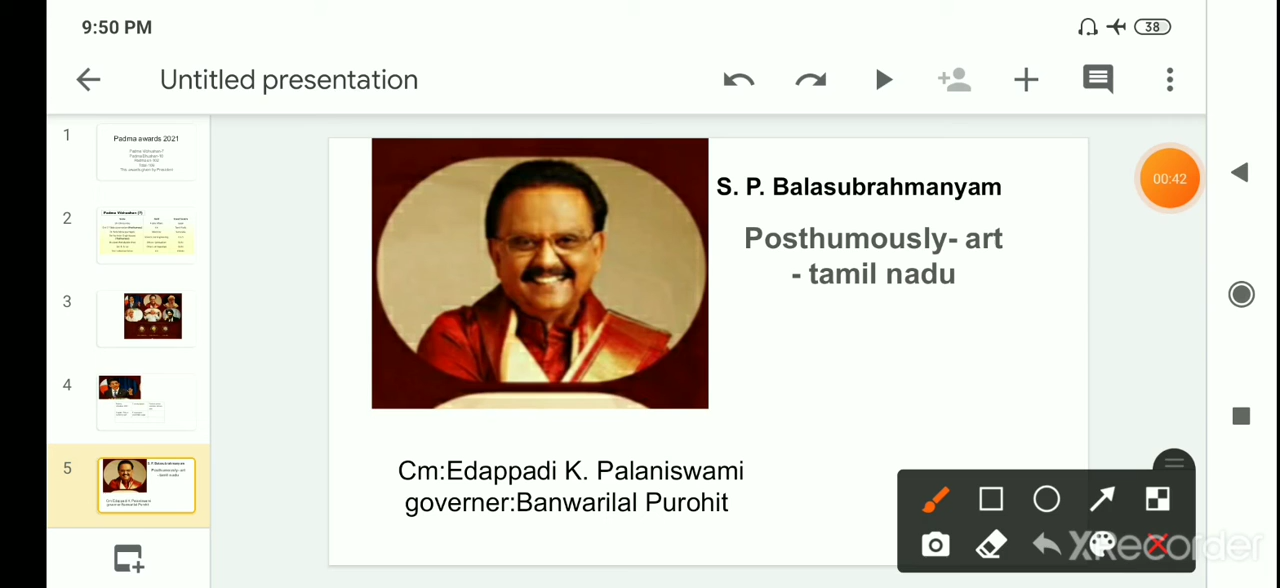 9:50 PM
38
Untitled presentation
1
Padma awards 2021
2
3
4
5
S. P. Balasubrahmanyam
Posthumously- art
- tamil nadu
Cm:Edappadi K. Palaniswami
governer:Banwarilal Purohit
00:42
XRecorder